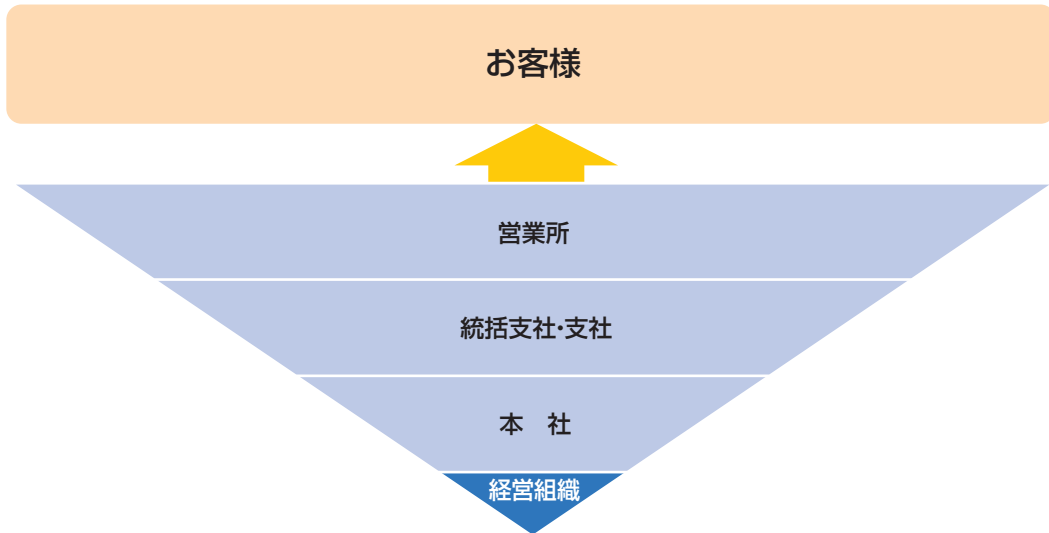 お客様
営業所
統括支社・支社
本　社
経営組織